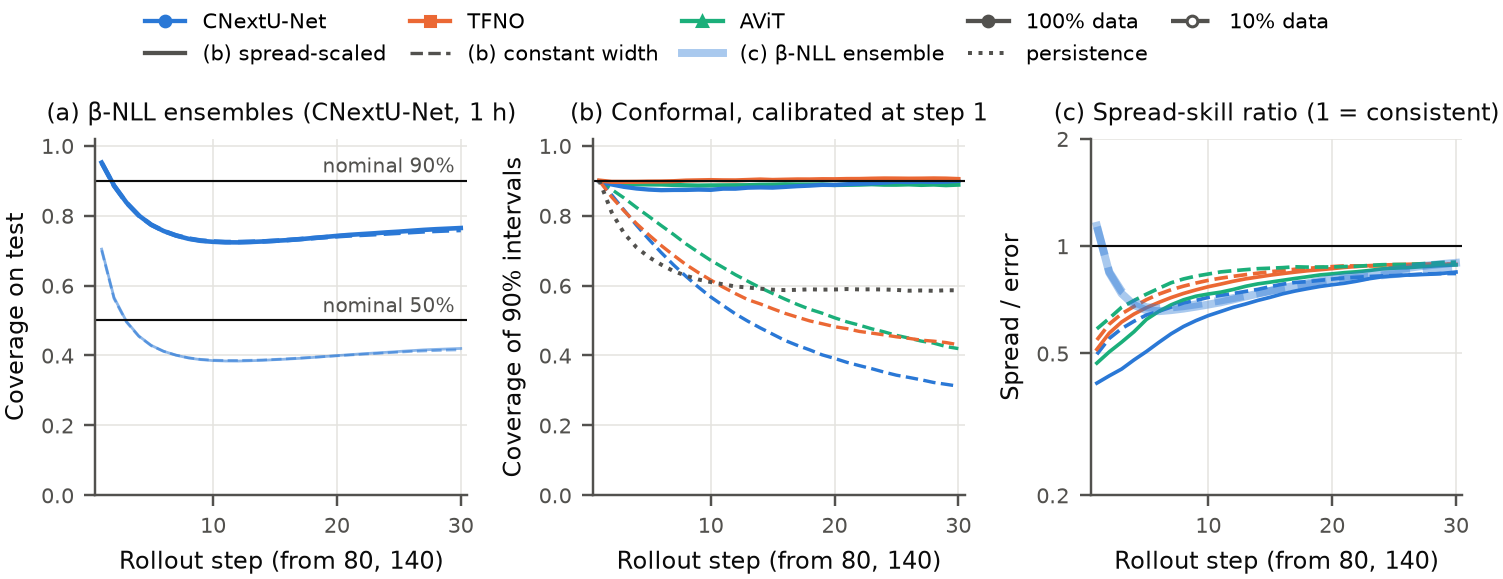 CNextU-Net TFNO AViT 100% data 10% data
(b) spread-scaled (b) constant width (c) β-NLL ensemble persistence
(a) β-NLL ensembles (CNextU-Net, 1 h)
Coverage on test
1.0
0.8
0.6
0.4
0.2
0.0
nominal 90%
nominal 50%
10 20 30
Rollout step (from 80, 140)
(b) Conformal, calibrated at step 1
Coverage of 90% intervals
1.0
0.8
0.6
0.4
0.2
0.0
10 20 30
Rollout step (from 80, 140)
(c) Spread-skill ratio (1 = consistent)
Spread / error
2
1
0.5
0.2
10 20 30
Rollout step (from 80, 140)